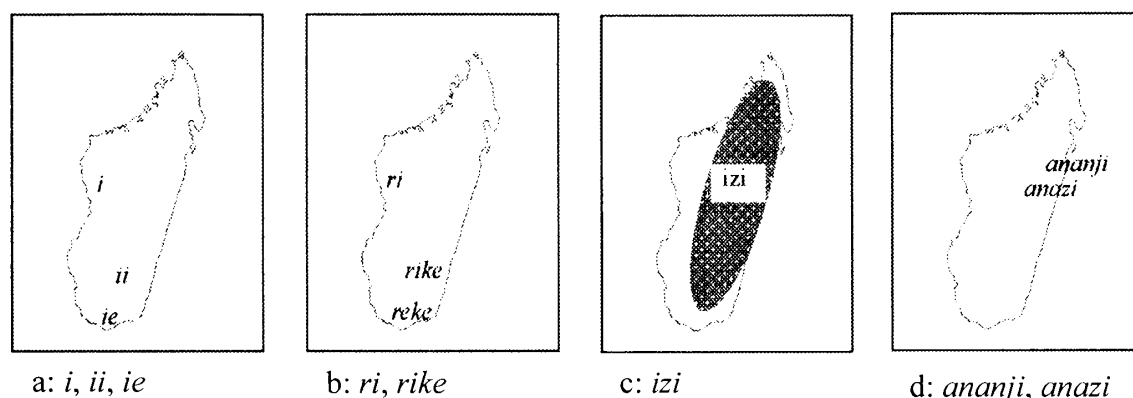 i
ii
ie
ri
rike
reke
izi
ananji
anazi
a: i, ii, ie
b: ri, rike
c: izi
d: ananji, anazi